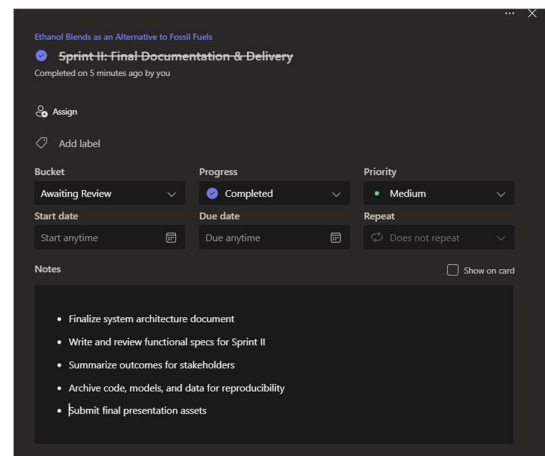 Ethanol Blends as an Alternative to Fossil Fuels
Sprint II: Final Documentation & Delivery
Completed on 5 minutes ago by you
Assign
Add label
Bucket Progress Priority
Awaiting Review Completed Medium
Start date Due date Repeat
Start anytime Due anytime Does not repeat
Notes Show on card
• Finalize system architecture document
• Write and review functional specs for Sprint II
• Summarize outcomes for stakeholders
• Archive code, models, and data for reproducibility
• Submit final presentation assets